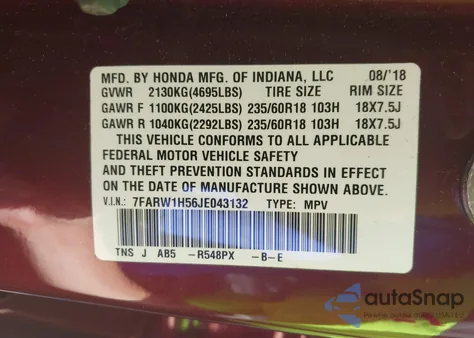 MFD. BY HONDA MFG. OF INDIANA, LLC 08/'18
GVWR 2130KG(4695LBS) TIRE SIZE RIM SIZE
GAWR F 1100KG(2425LBS) 235/60R18 103H 18X7.5J
GAWR R 1040KG(2292LBS) 235/60R18 103H 18X7.5J
THIS VEHICLE CONFORMS TO ALL APPLICABLE
FEDERAL MOTOR VEHICLE SAFETY
AND THEFT PREVENTION STANDARDS IN EFFECT
ON THE DATE OF MANUFACTURE SHOWN ABOVE.
V.I.N.: 7FARW1H56JE043132 TYPE: MPV
TNS J AB5 -R548PX -B-E
autoSnap